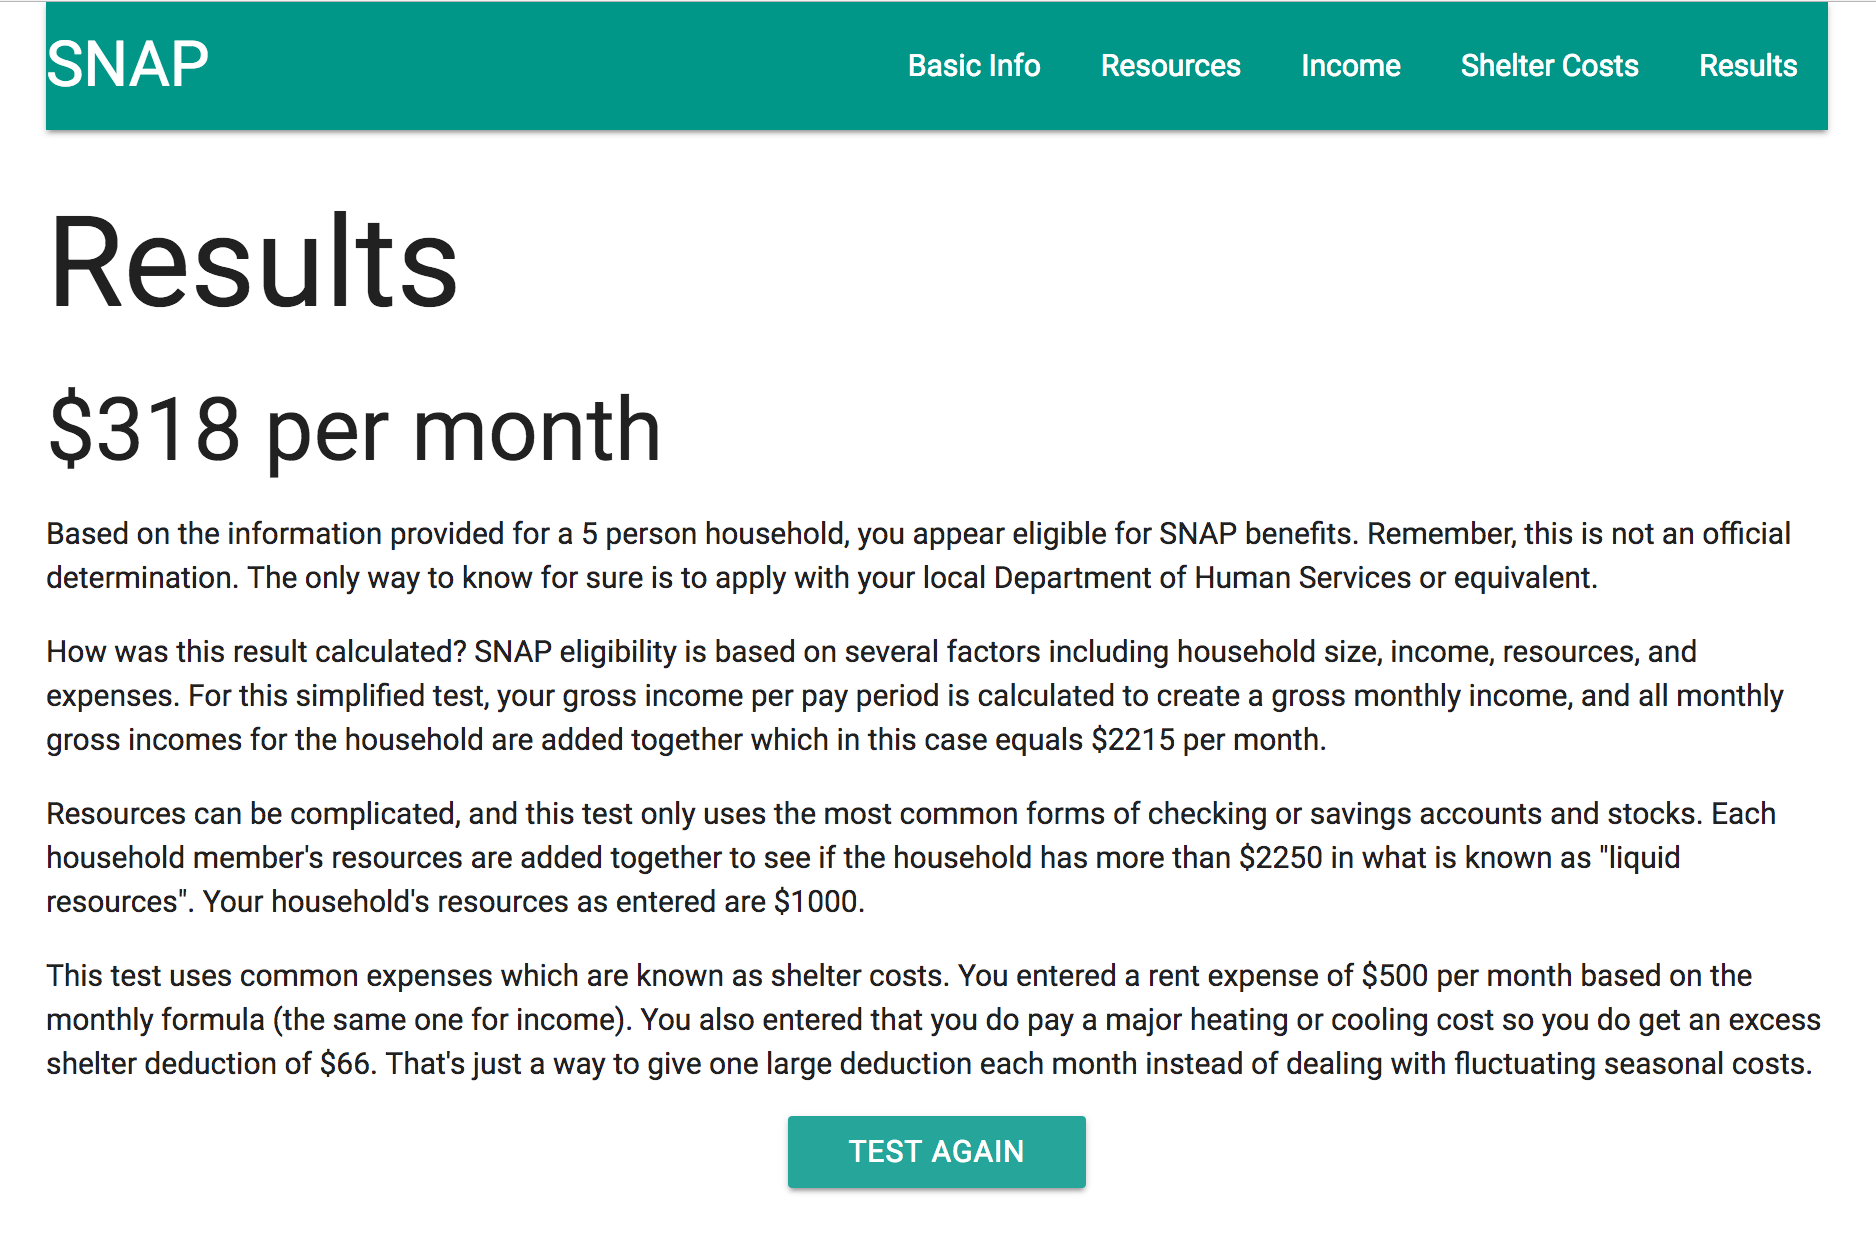 SNAP
Basic Info Resources Income Shelter Costs Results
Results
$318 per month
Based on the information provided for a 5 person household, you appear eligible for SNAP benefits. Remember, this is not an official
determination. The only way to know for sure is to apply with your local Department of Human Services or equivalent.
How was this result calculated? SNAP eligibility is based on several factors including household size, income, resources, and
expenses. For this simplified test, your gross income per pay period is calculated to create a gross monthly income, and all monthly
gross incomes for the household are added together which in this case equals $2215 per month.
Resources can be complicated, and this test only uses the most common forms of checking or savings accounts and stocks. Each
household member's resources are added together to see if the household has more than $2250 in what is known as "liquid
resources". Your household's resources as entered are $1000.
This test uses common expenses which are known as shelter costs. You entered a rent expense of $500 per month based on the
monthly formula (the same one for income). You also entered that you do pay a major heating or cooling cost so you do get an excess
shelter deduction of $66. That's just a way to give one large deduction each month instead of dealing with fluctuating seasonal costs.
TEST AGAIN